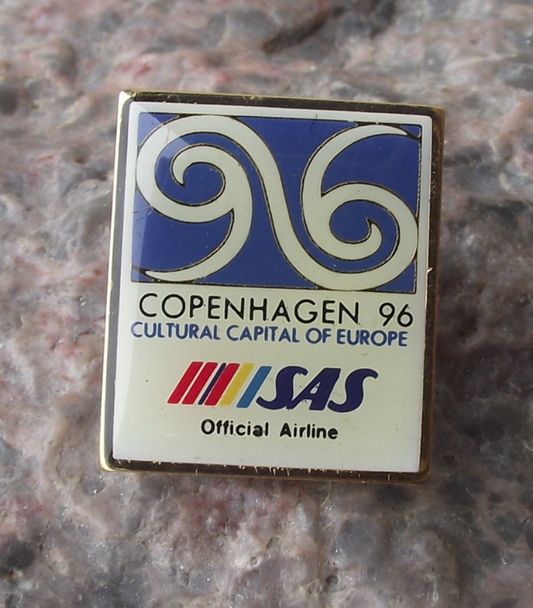 96
COPENHAGEN 96
CULTURAL CAPITAL OF EUROPE
SAS
Official Airline